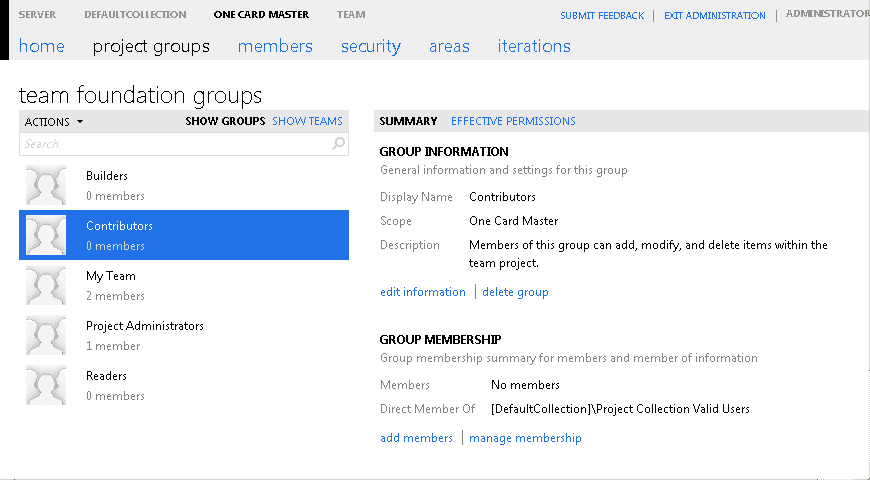 SERVER DEFAULTCOLLECTION ONE CARD MASTER TEAM SUBMIT FEEDBACK EXIT ADMINISTRATION ADMINISTRATOR
home project groups members security areas iterations
team foundation groups
ACTIONS SHOW GROUPS SHOW TEAMS
Search
Builders
0 members
Contributors
0 members
My Team
2 members
Project Administrators
1 member
Readers
0 members
SUMMARY EFFECTIVE PERMISSIONS
GROUP INFORMATION
General information and settings for this group
Display Name Contributors
Scope One Card Master
Description Members of this group can add, modify, and delete items within the
team project.
edit information delete group
GROUP MEMBERSHIP
Group membership summary for members and member of information
Members No members
Direct Member Of [DefaultCollection]\Project Collection Valid Users
add members manage membership